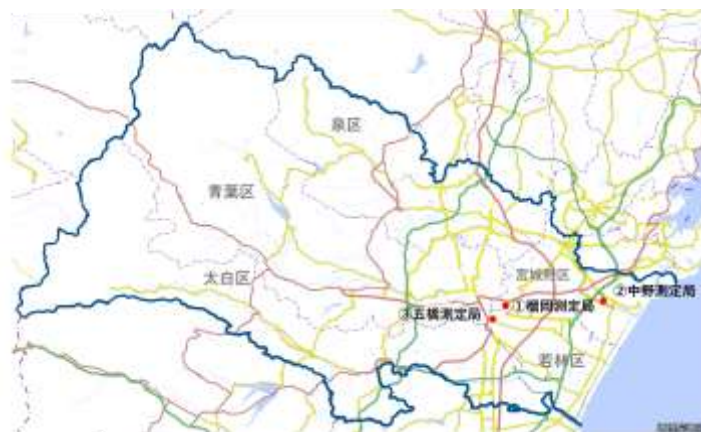 泉区
青葉区
太白区
宮城野区
②中野測定局
①榴岡測定局
③五橋測定局
若林区